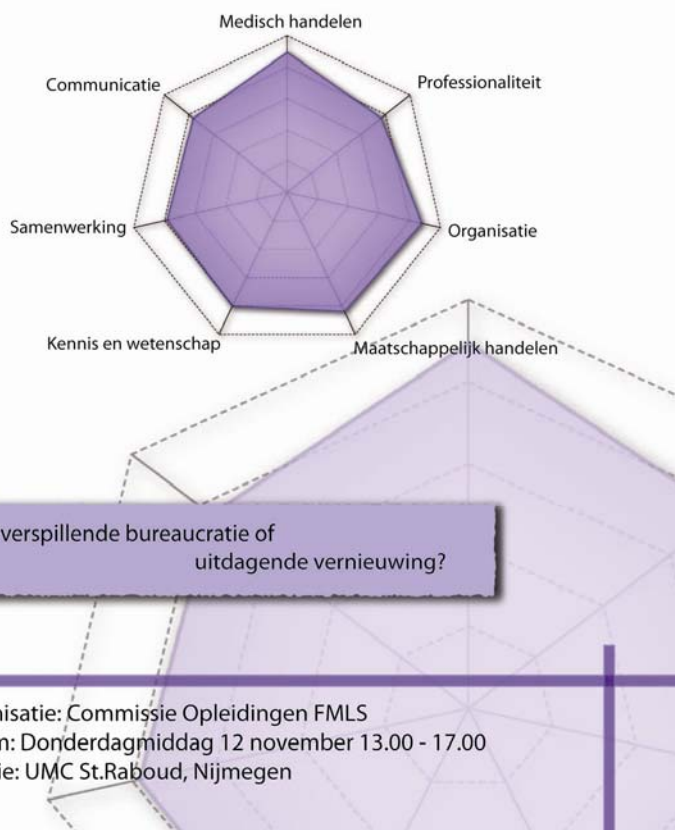 Medisch handelen
Communicatie
Professionaliteit
Samenwerking
Organisatie
Kennis en wetenschap
Maatschappelijk handelen
verspillende bureaucratie of
uitdagende vernieuwing?
nisatie: Commissie Opleidingen FMLS
m: Donderdagmiddag 12 november 13.00 - 17.00
ie: UMC St.Raboud, Nijmegen